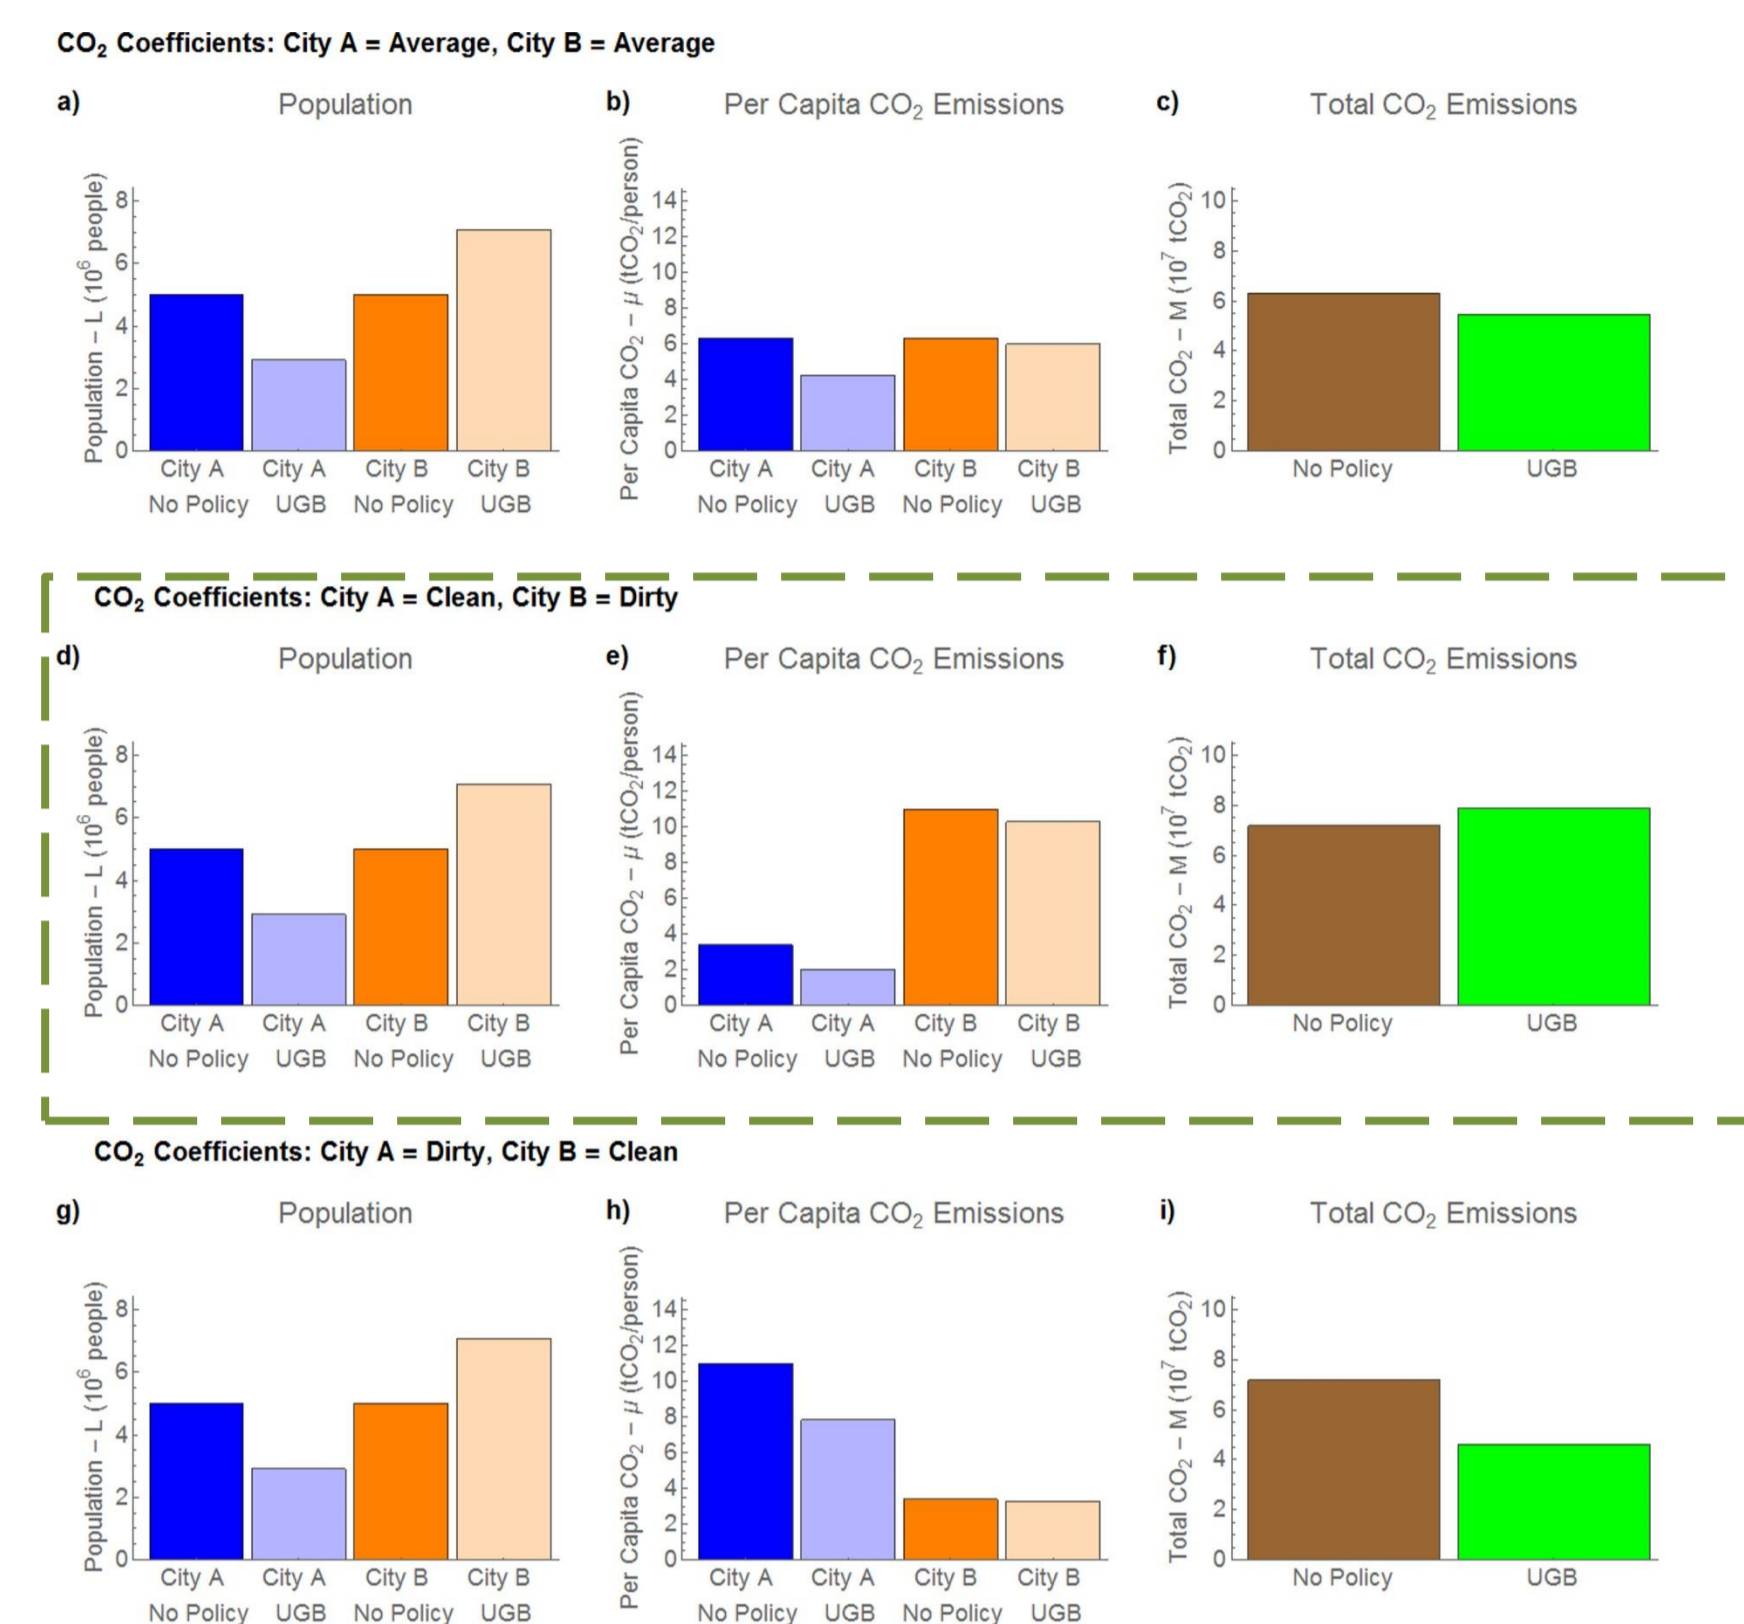 CO₂ Coefficients: City A = Average, City B = Average
a) Population
Population – L (10⁶ people)
8
6
4
2
0
City A City A City B City B
No Policy UGB No Policy UGB
b) Per Capita CO₂ Emissions
Per Capita CO₂ – μ (tCO₂/person)
14
12
10
8
6
4
2
0
City A City A City B City B
No Policy UGB No Policy UGB
c) Total CO₂ Emissions
Total CO₂ – M (10⁷ tCO₂)
10
8
6
4
2
0
No Policy UGB
CO₂ Coefficients: City A = Clean, City B = Dirty
d) Population
Population – L (10⁶ people)
8
6
4
2
0
City A City A City B City B
No Policy UGB No Policy UGB
e) Per Capita CO₂ Emissions
Per Capita CO₂ – μ (tCO₂/person)
14
12
10
8
6
4
2
0
City A City A City B City B
No Policy UGB No Policy UGB
f) Total CO₂ Emissions
Total CO₂ – M (10⁷ tCO₂)
10
8
6
4
2
0
No Policy UGB
CO₂ Coefficients: City A = Dirty, City B = Clean
g) Population
Population – L (10⁶ people)
8
6
4
2
0
City A City A City B City B
No Policy UGB No Policy UGB
h) Per Capita CO₂ Emissions
Per Capita CO₂ – μ (tCO₂/person)
14
12
10
8
6
4
2
0
City A City A City B City B
No Policy UGB No Policy UGB
i) Total CO₂ Emissions
Total CO₂ – M (10⁷ tCO₂)
10
8
6
4
2
0
No Policy UGB